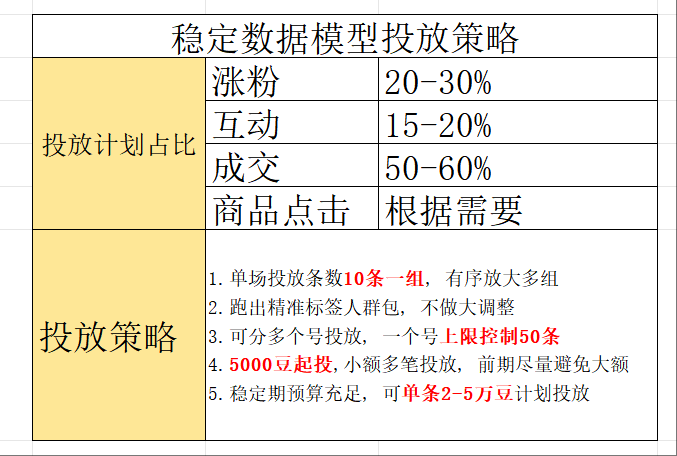 稳定数据模型投放策略
投放计划占比
涨粉 20-30%
互动 15-20%
成交 50-60%
商品点击 根据需要
投放策略
1. 单场投放条数10条一组, 有序放大多组
2. 跑出精准标签人群包, 不做大调整
3. 可分多个号投放, 一个号上限控制50条
4. 5000豆起投,小额多笔投放, 前期尽量避免大额
5. 稳定期预算充足, 可单条2-5万豆计划投放